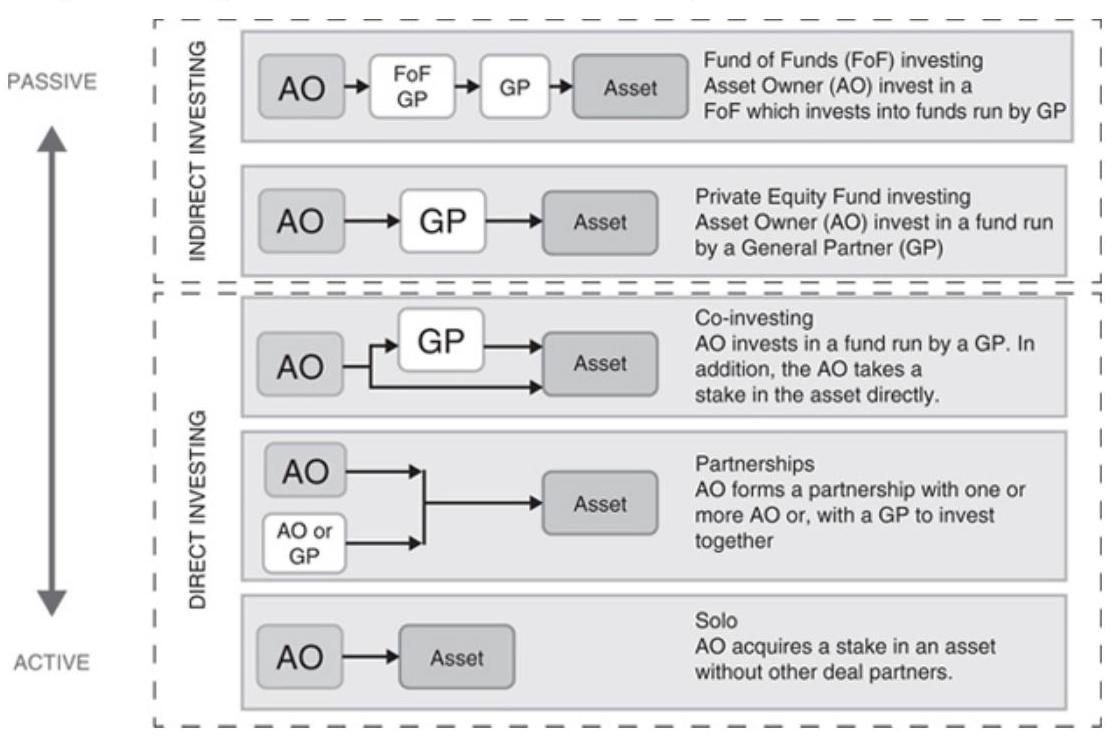 PASSIVE
INDIRECT INVESTING
AO
FoF
GP
GP
Asset
Fund of Funds (FoF) investing
Asset Owner (AO) invest in a
FoF which invests into funds run by GP
AO
GP
Asset
Private Equity Fund investing
Asset Owner (AO) invest in a fund run
by a General Partner (GP)
DIRECT INVESTING
AO
GP
Asset
Co-investing
AO invests in a fund run by a GP. In
addition, the AO takes a
stake in the asset directly.
AO
AO or
GP
Asset
Partnerships
AO forms a partnership with one or
more AO or, with a GP to invest
together
AO
Asset
Solo
AO acquires a stake in an asset
without other deal partners.
ACTIVE